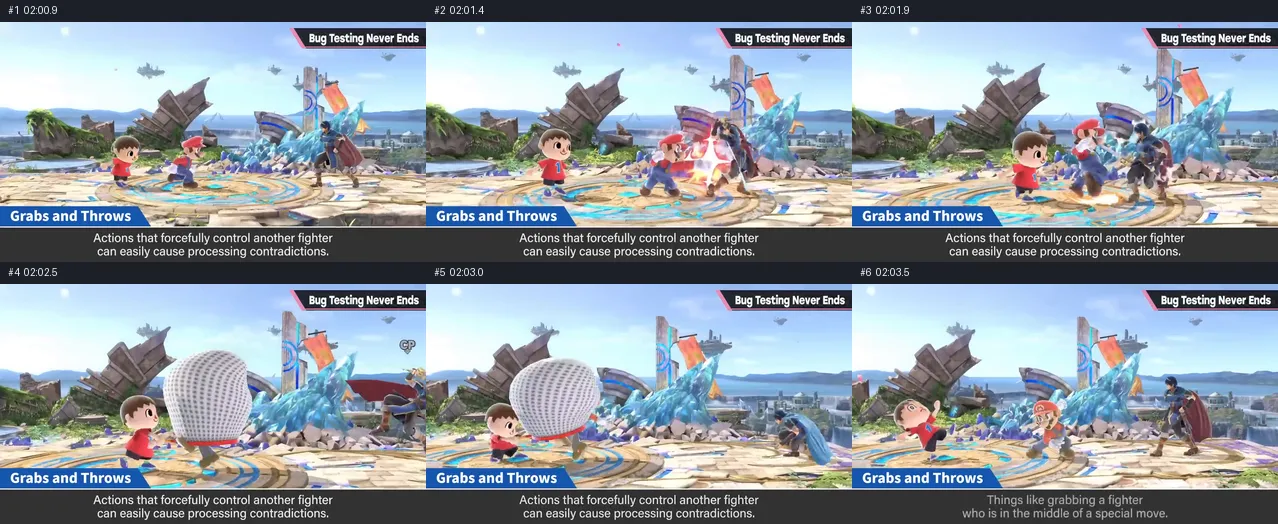 #1 02:00.9
Bug Testing Never Ends
Grabs and Throws
Actions that forcefully control another fighter
can easily cause processing contradictions.
#2 02:01.4
Bug Testing Never Ends
Grabs and Throws
Actions that forcefully control another fighter
can easily cause processing contradictions.
#3 02:01.9
Bug Testing Never Ends
Grabs and Throws
Actions that forcefully control another fighter
can easily cause processing contradictions.
#4 02:02.5
Bug Testing Never Ends
CP
Grabs and Throws
Actions that forcefully control another fighter
can easily cause processing contradictions.
#5 02:03.0
Bug Testing Never Ends
Grabs and Throws
Actions that forcefully control another fighter
can easily cause processing contradictions.
#6 02:03.5
Bug Testing Never Ends
Grabs and Throws
Things like grabbing a fighter
who is in the middle of a special move.